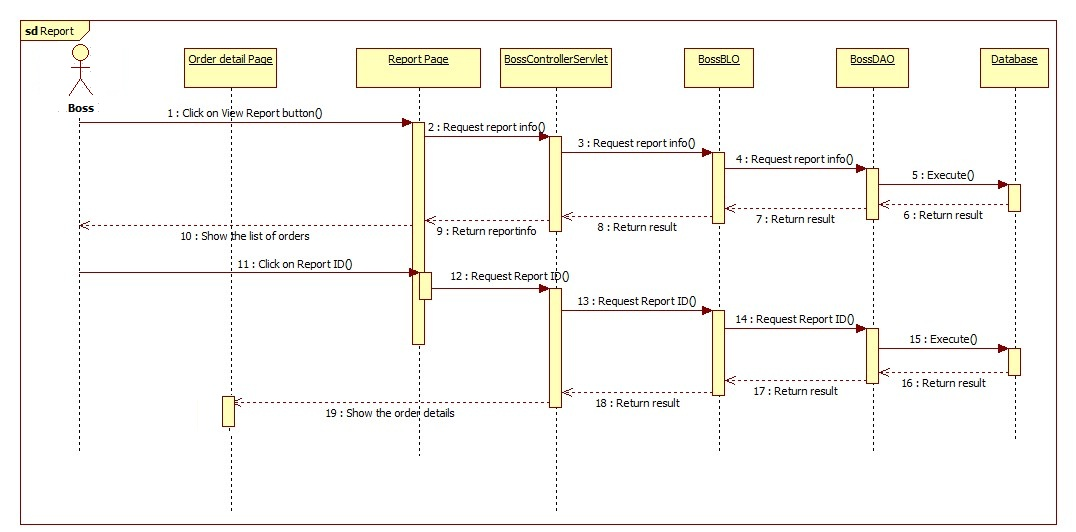 sd Report
Order detail Page
Report Page
BossControllerServlet
BossBLO
BossDAO
Database
Boss
1 : Click on View Report button()
2 : Request report info()
3 : Request report info()
4 : Request report info()
5 : Execute()
6 : Return result
7 : Return result
8 : Return result
9 : Return reportinfo
10 : Show the list of orders
11 : Click on Report ID()
12 : Request Report ID()
13 : Request Report ID()
14 : Request Report ID()
15 : Execute()
16 : Return result
17 : Return result
18 : Return result
19 : Show the order details